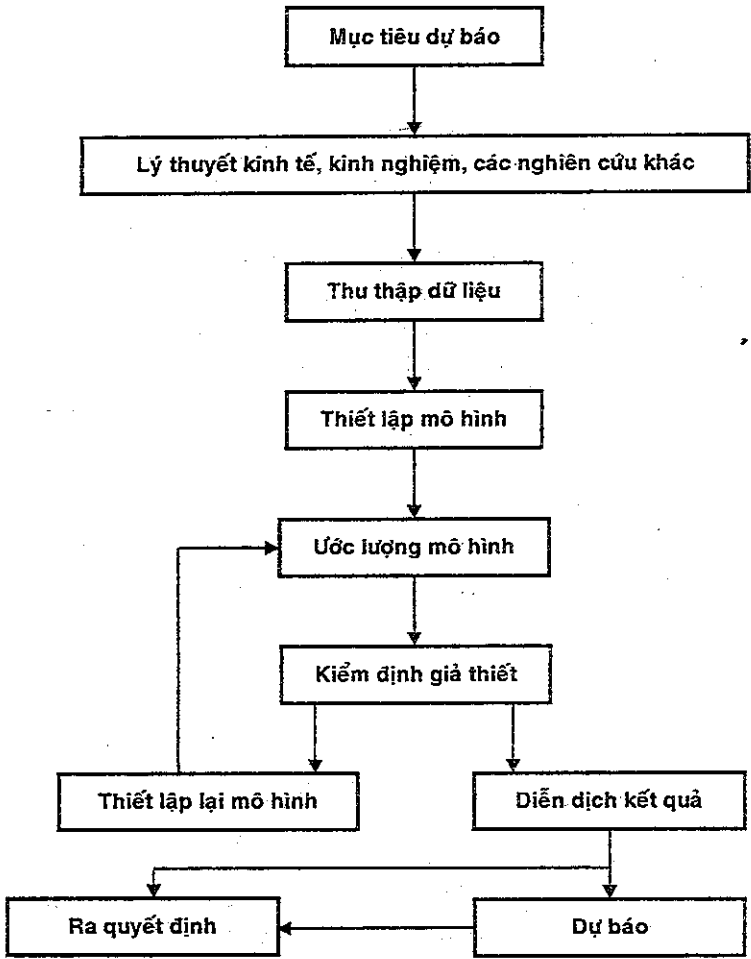 Mục tiêu dự báo
Lý thuyết kinh tế, kinh nghiệm, các nghiên cứu khác
Thu thập dữ liệu
Thiết lập mô hình
Ước lượng mô hình
Kiểm định giả thiết
Thiết lập lại mô hình
Diễn dịch kết quả
Ra quyết định
Dự báo